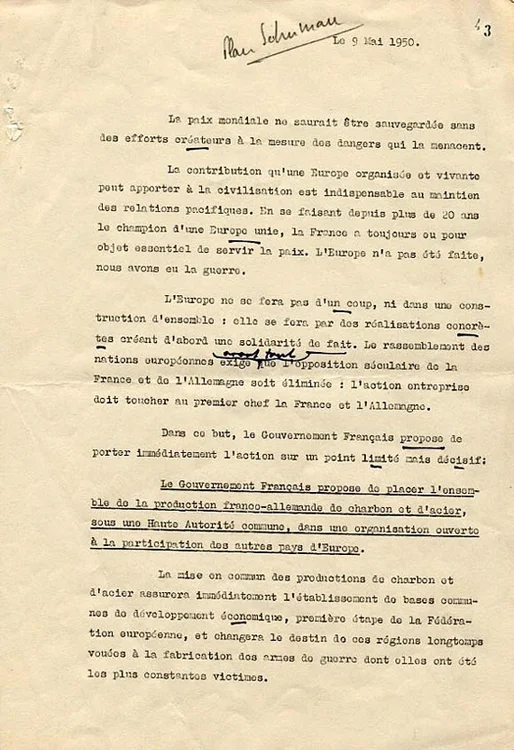 43
Plan Schuman
Le 9 Mai 1950.
La paix mondiale ne saurait être sauvegardée sans
des efforts créateurs à la mesure des dangers qui la menacent.
La contribution qu'une Europe organisée et vivante
peut apporter à la civilisation est indispensable au maintien
des relations pacifiques. En se faisant depuis plus de 20 ans
le champion d'une Europe unie, la France a toujours eu pour
objet essentiel de servir la paix. L'Europe n'a pas été faite,
nous avons eu la guerre.
L'Europe ne se fera pas d'un coup, ni dans une cons-
truction d'ensemble : elle se fera par des réalisations concrè-
tes créant d'abord une solidarité de fait. Le rassemblement des
avant tout
nations européennes exige que l'opposition séculaire de la
France et de l'Allemagne soit éliminée : l'action entreprise
doit toucher au premier chef la France et l'Allemagne.
Dans ce but, le Gouvernement Français propose de
porter immédiatement l'action sur un point limité mais décisif:
Le Gouvernement Français propose de placer l'ensem-
ble de la production franco-allemande de charbon et d'acier,
sous une Haute Autorité commune, dans une organisation ouverte
à la participation des autres pays d'Europe.
La mise en commun des productions de charbon et
d'acier assurera immédiatement l'établissement de bases commu-
nes de développement économique, première étape de la Fédéra-
tion européenne, et changera le destin de ces régions longtemps
vouées à la fabrication des armes de guerre dont elles ont été
les plus constantes victimes.